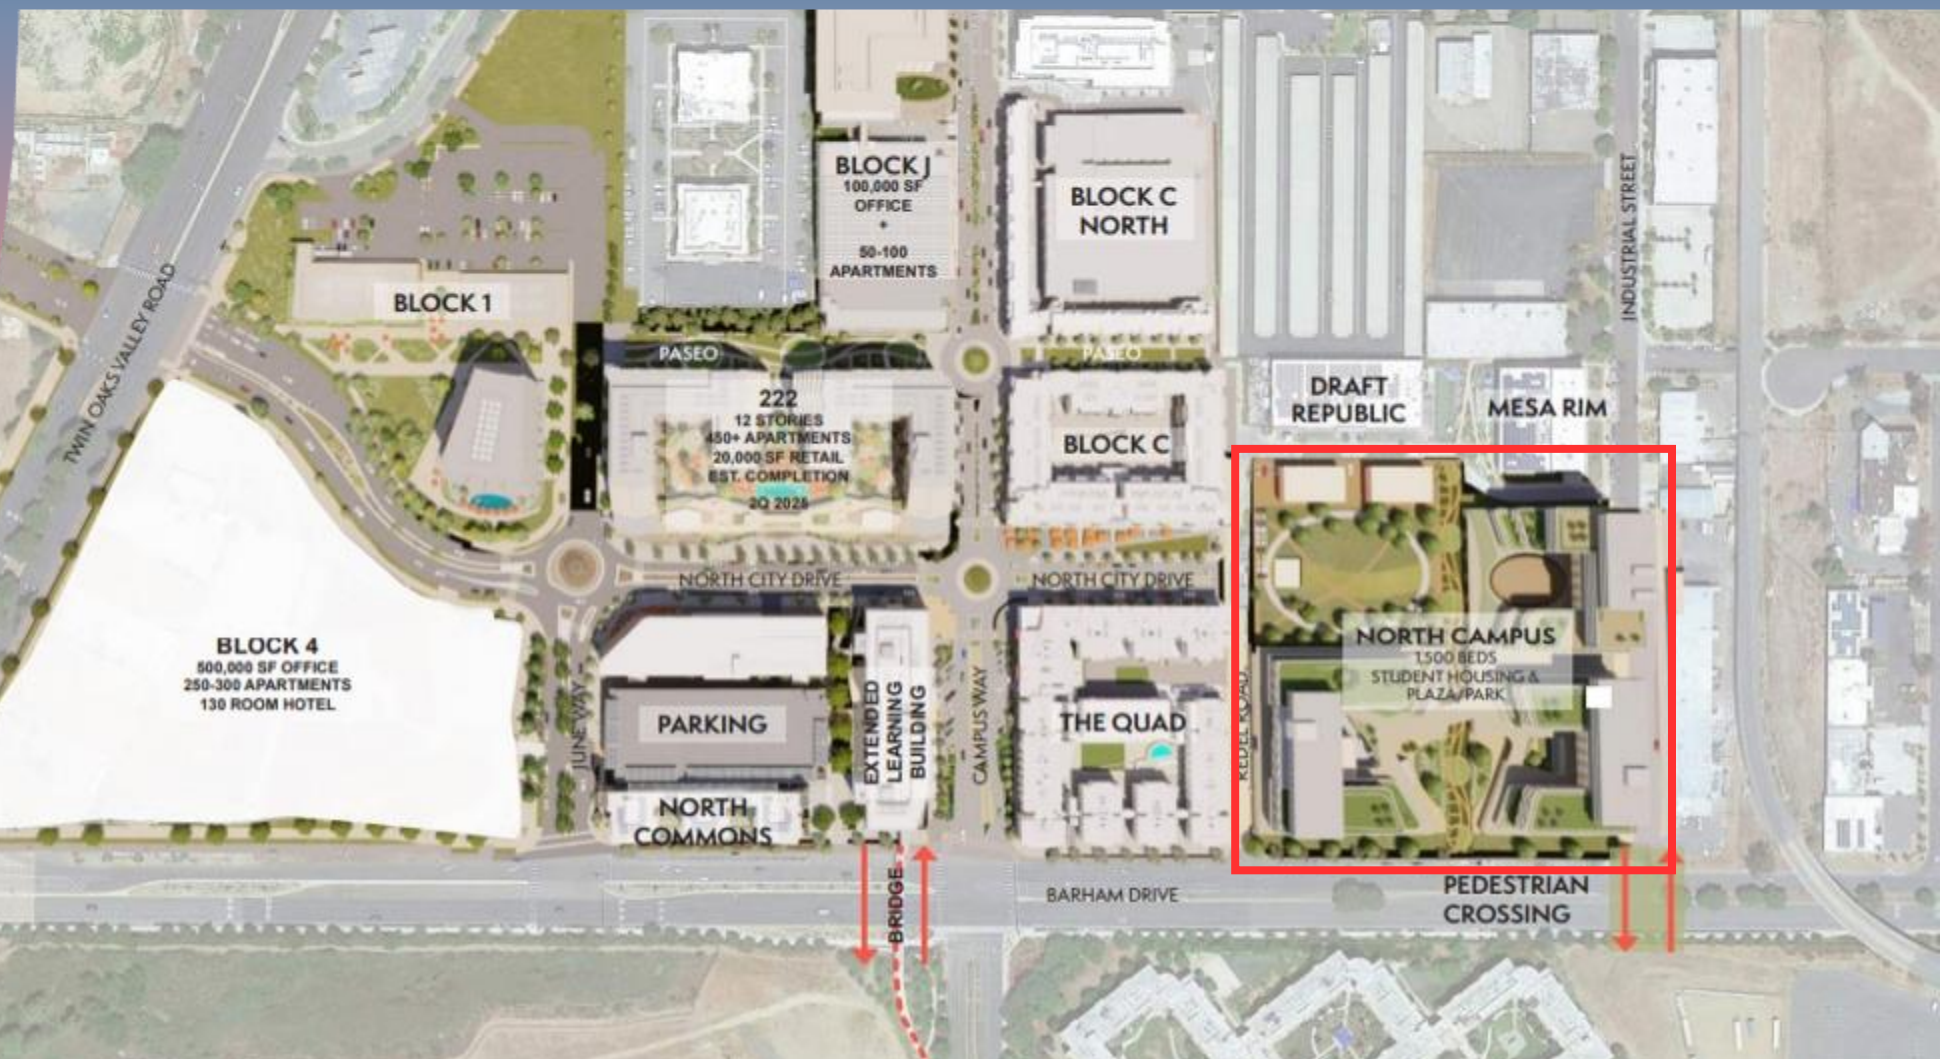 BLOCK J
100,000 SF
OFFICE
+
50-100
APARTMENTS
BLOCK C
NORTH
INDUSTRIAL STREET
TWIN OAKS VALLEY ROAD
BLOCK 1
PASEO
PASEO
222
12 STORIES
450+ APARTMENTS
20,000 SF RETAIL
EST. COMPLETION
2Q 2028
BLOCK C
DRAFT
REPUBLIC
MESA RIM
NORTH CITY DRIVE
NORTH CITY DRIVE
BLOCK 4
500,000 SF OFFICE
250-300 APARTMENTS
130 ROOM HOTEL
JUNE WAY
PARKING
NORTH
COMMONS
EXTENDED
LEARNING
BUILDING
CAMPUS WAY
THE QUAD
NORTH CAMPUS
1,500 BEDS
STUDENT HOUSING &
PLAZA/PARK
BRIDGE
BARHAM DRIVE
PEDESTRIAN
CROSSING